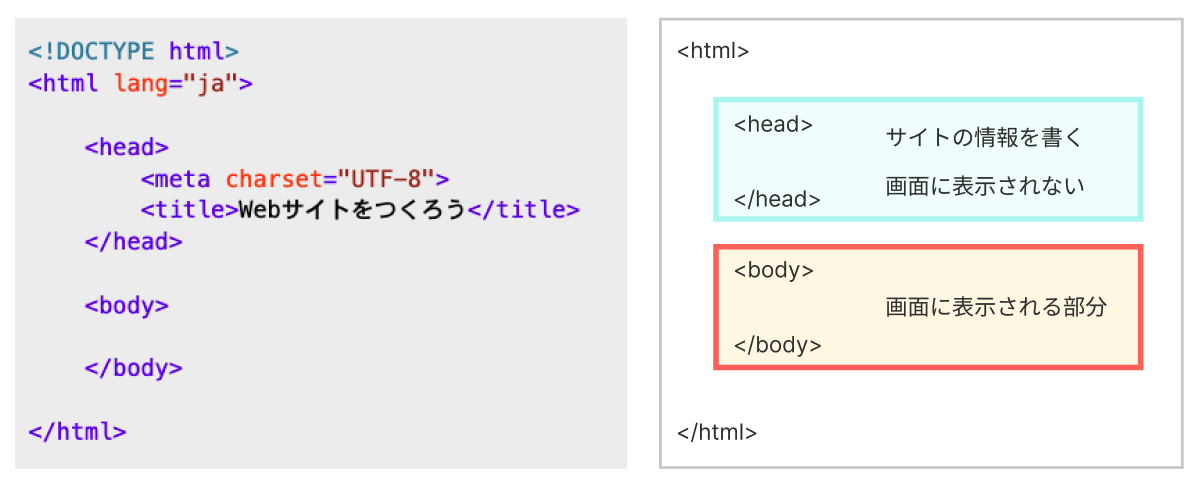 <!DOCTYPE html>
<html lang="ja">
<head>
<meta charset="UTF-8">
<title>Webサイトをつくろう</title>
</head>
<body>
</body>
</html>
<html>
<head>
サイトの情報を書く
画面に表示されない
</head>
<body>
画面に表示される部分
</body>
</html>